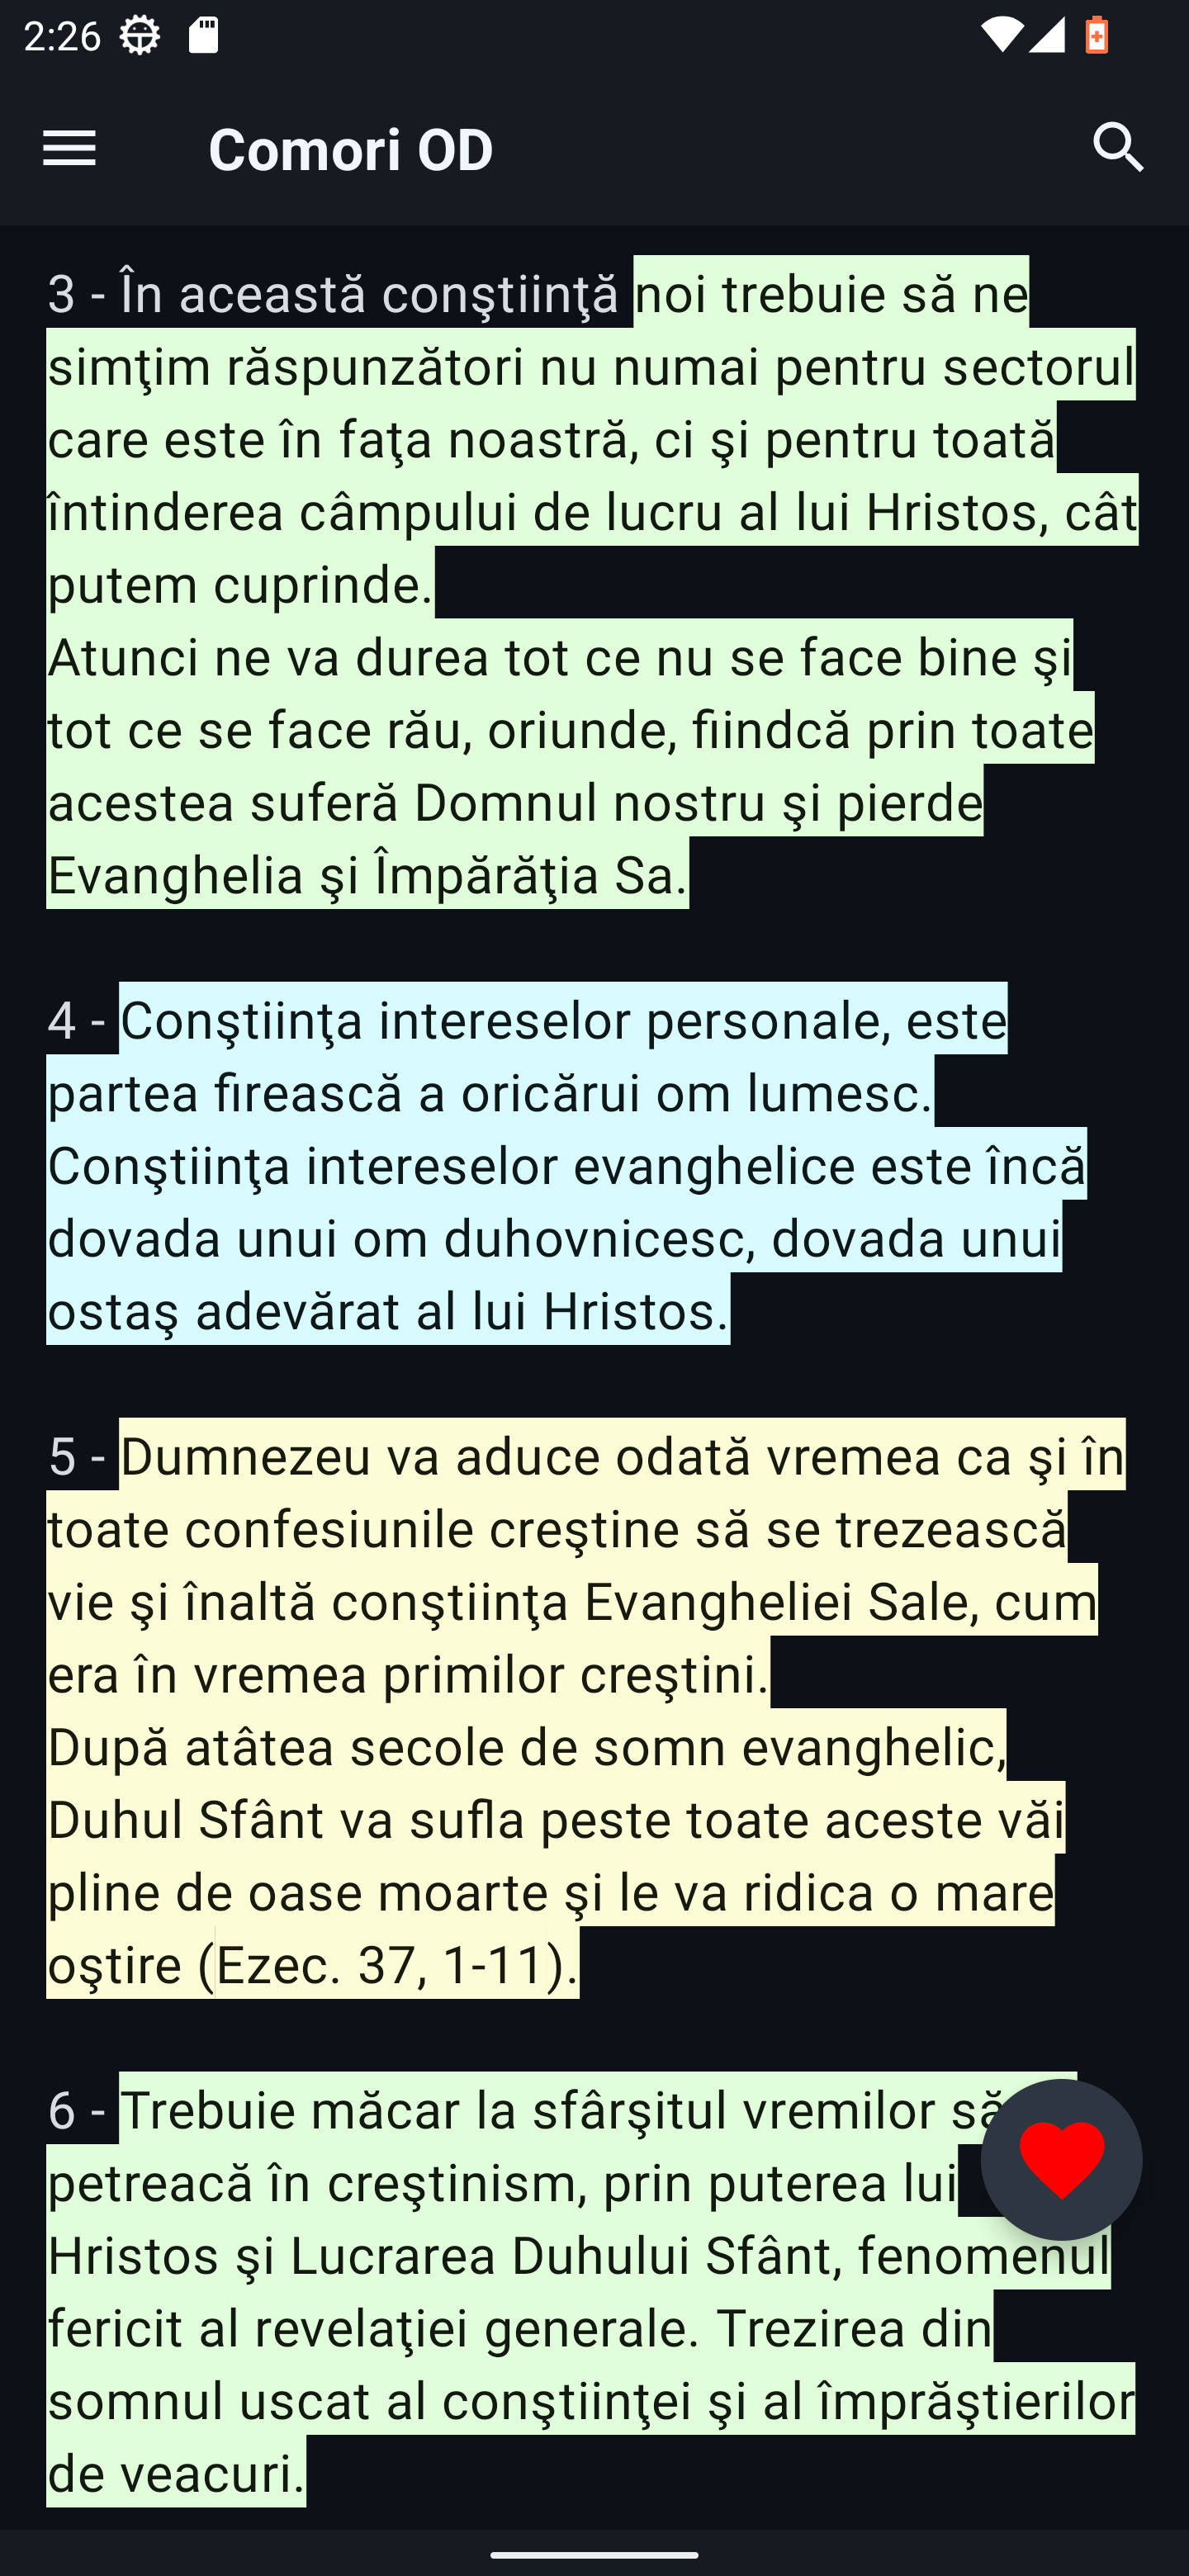 2:26
Comori OD
3 - În această conştiinţă noi trebuie să ne
simţim răspunzători nu numai pentru sectorul
care este în faţa noastră, ci şi pentru toată
întinderea câmpului de lucru al lui Hristos, cât
putem cuprinde.
Atunci ne va durea tot ce nu se face bine şi
tot ce se face rău, oriunde, fiindcă prin toate
acestea suferă Domnul nostru şi pierde
Evanghelia şi Împărăţia Sa.
4 - Conştiinţa intereselor personale, este
partea firească a oricărui om lumesc.
Conştiinţa intereselor evanghelice este încă
dovada unui om duhovnicesc, dovada unui
ostaş adevărat al lui Hristos.
5 - Dumnezeu va aduce odată vremea ca şi în
toate confesiunile creştine să se trezească
vie şi înaltă conştiinţa Evangheliei Sale, cum
era în vremea primilor creştini.
După atâtea secole de somn evanghelic,
Duhul Sfânt va sufla peste toate aceste văi
pline de oase moarte şi le va ridica o mare
oştire (Ezec. 37, 1-11).
6 - Trebuie măcar la sfârşitul vremilor să
petreacă în creştinism, prin puterea lui
Hristos şi Lucrarea Duhului Sfânt, fenomenul
fericit al revelaţiei generale. Trezirea din
somnul uscat al conştiinţei şi al împrăştierilor
de veacuri.